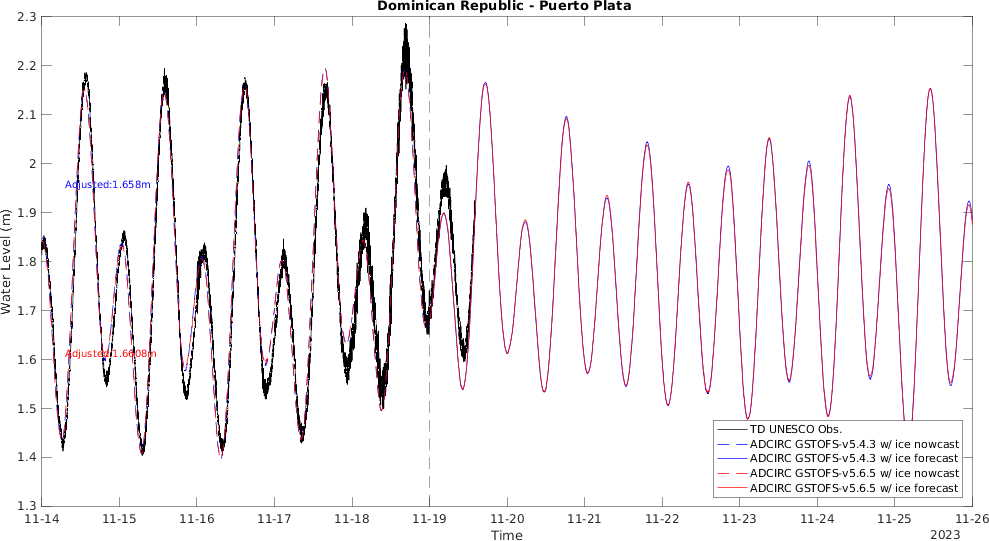 Dominican Republic - Puerto Plata
2.3
2.2
2.1
2
1.9
1.8
1.7
1.6
1.5
1.4
1.3
Water Level (m)
Adjusted:1.658m
Adjusted:1.6608m
TD UNESCO Obs.
ADCIRC GSTOFS-v5.4.3 w/ ice nowcast
ADCIRC GSTOFS-v5.4.3 w/ ice forecast
ADCIRC GSTOFS-v5.6.5 w/ ice nowcast
ADCIRC GSTOFS-v5.6.5 w/ ice forecast
11-14 11-15 11-16 11-17 11-18 11-19 11-20 11-21 11-22 11-23 11-24 11-25 11-26
Time
2023